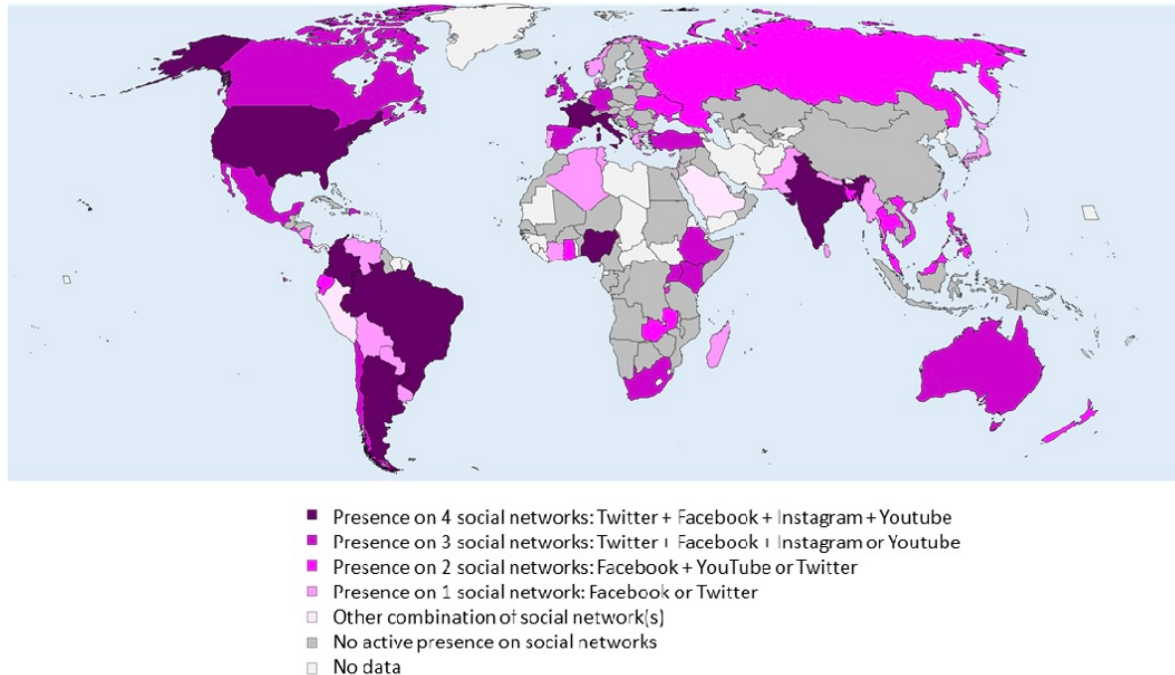 Presence on 4 social networks: Twitter + Facebook + Instagram + Youtube
Presence on 3 social networks: Twitter + Facebook + Instagram or Youtube
Presence on 2 social networks: Facebook + YouTube or Twitter
Presence on 1 social network: Facebook or Twitter
Other combination of social network(s)
No active presence on social networks
No data